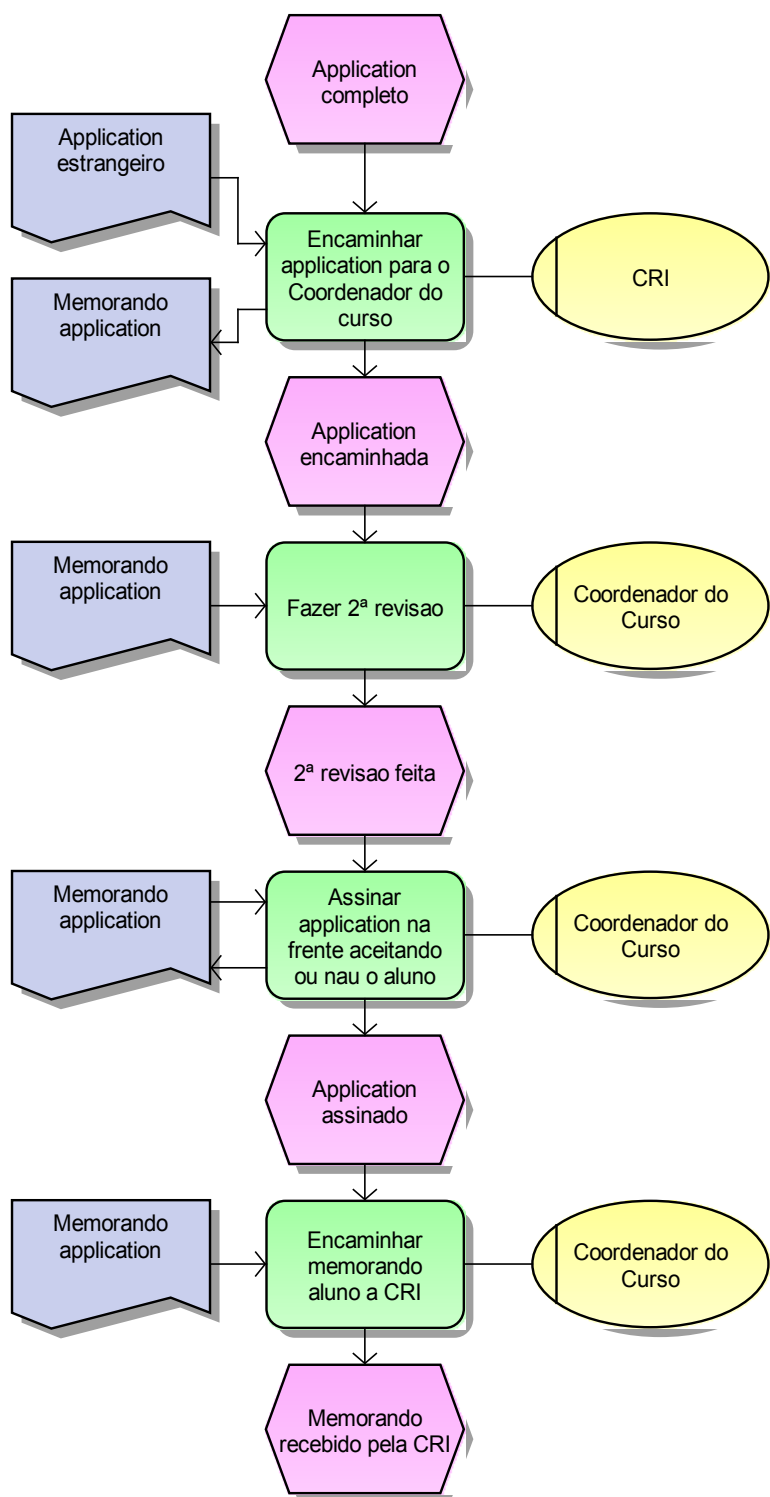 Application
completo
Application
estrangeiro
Encaminhar
application para o
Coordenador do
curso
CRI
Memorando
application
Application
encaminhada
Memorando
application
Fazer 2ª revisao
Coordenador do
Curso
2ª revisao feita
Memorando
application
Assinar
application na
frente aceitando
ou nau o aluno
Coordenador do
Curso
Application
assinado
Memorando
application
Encaminhar
memorando
aluno a CRI
Coordenador do
Curso
Memorando
recebido pela CRI